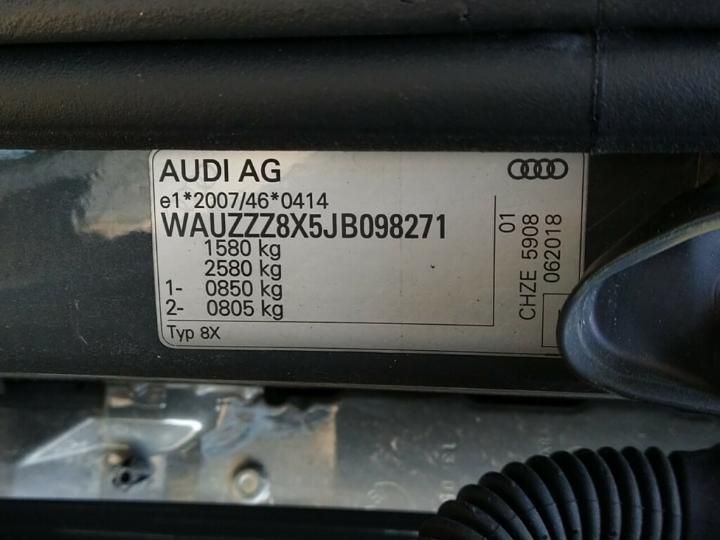 AUDI AG
e1*2007/46*0414
WAUZZZ8X5JB098271
1580 kg
2580 kg
1- 0850 kg
2- 0805 kg
Typ 8X
01
CHZE 5908
062018